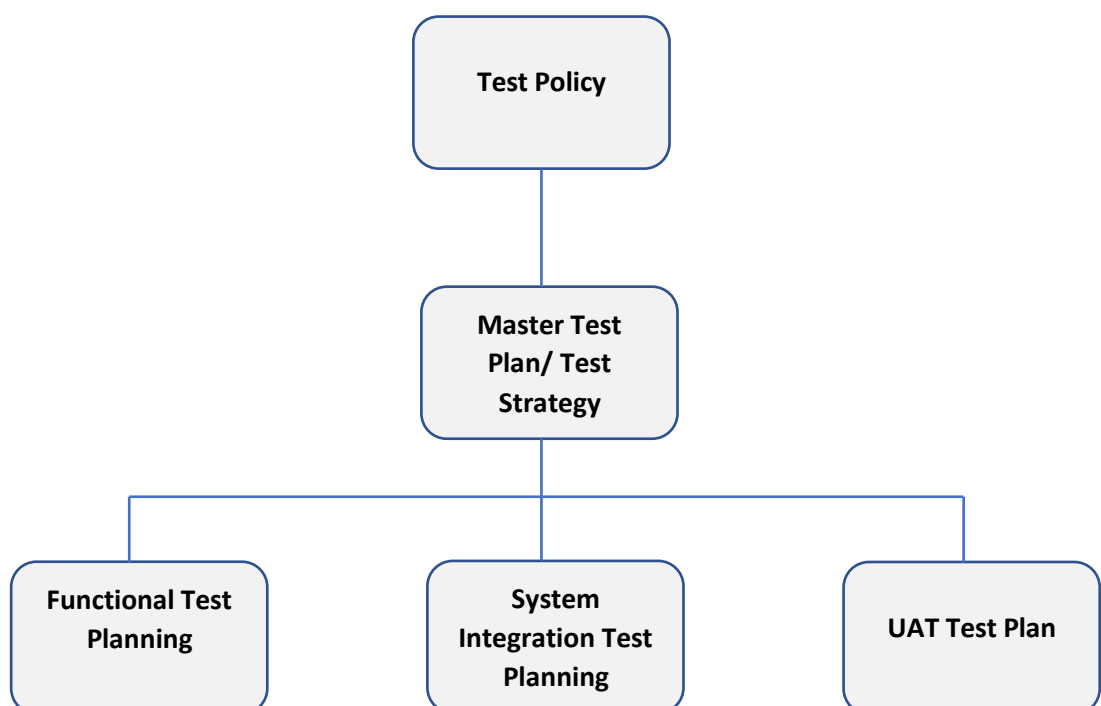 Test Policy
Master Test
Plan/ Test
Strategy
Functional Test
Planning
System
Integration Test
Planning
UAT Test Plan